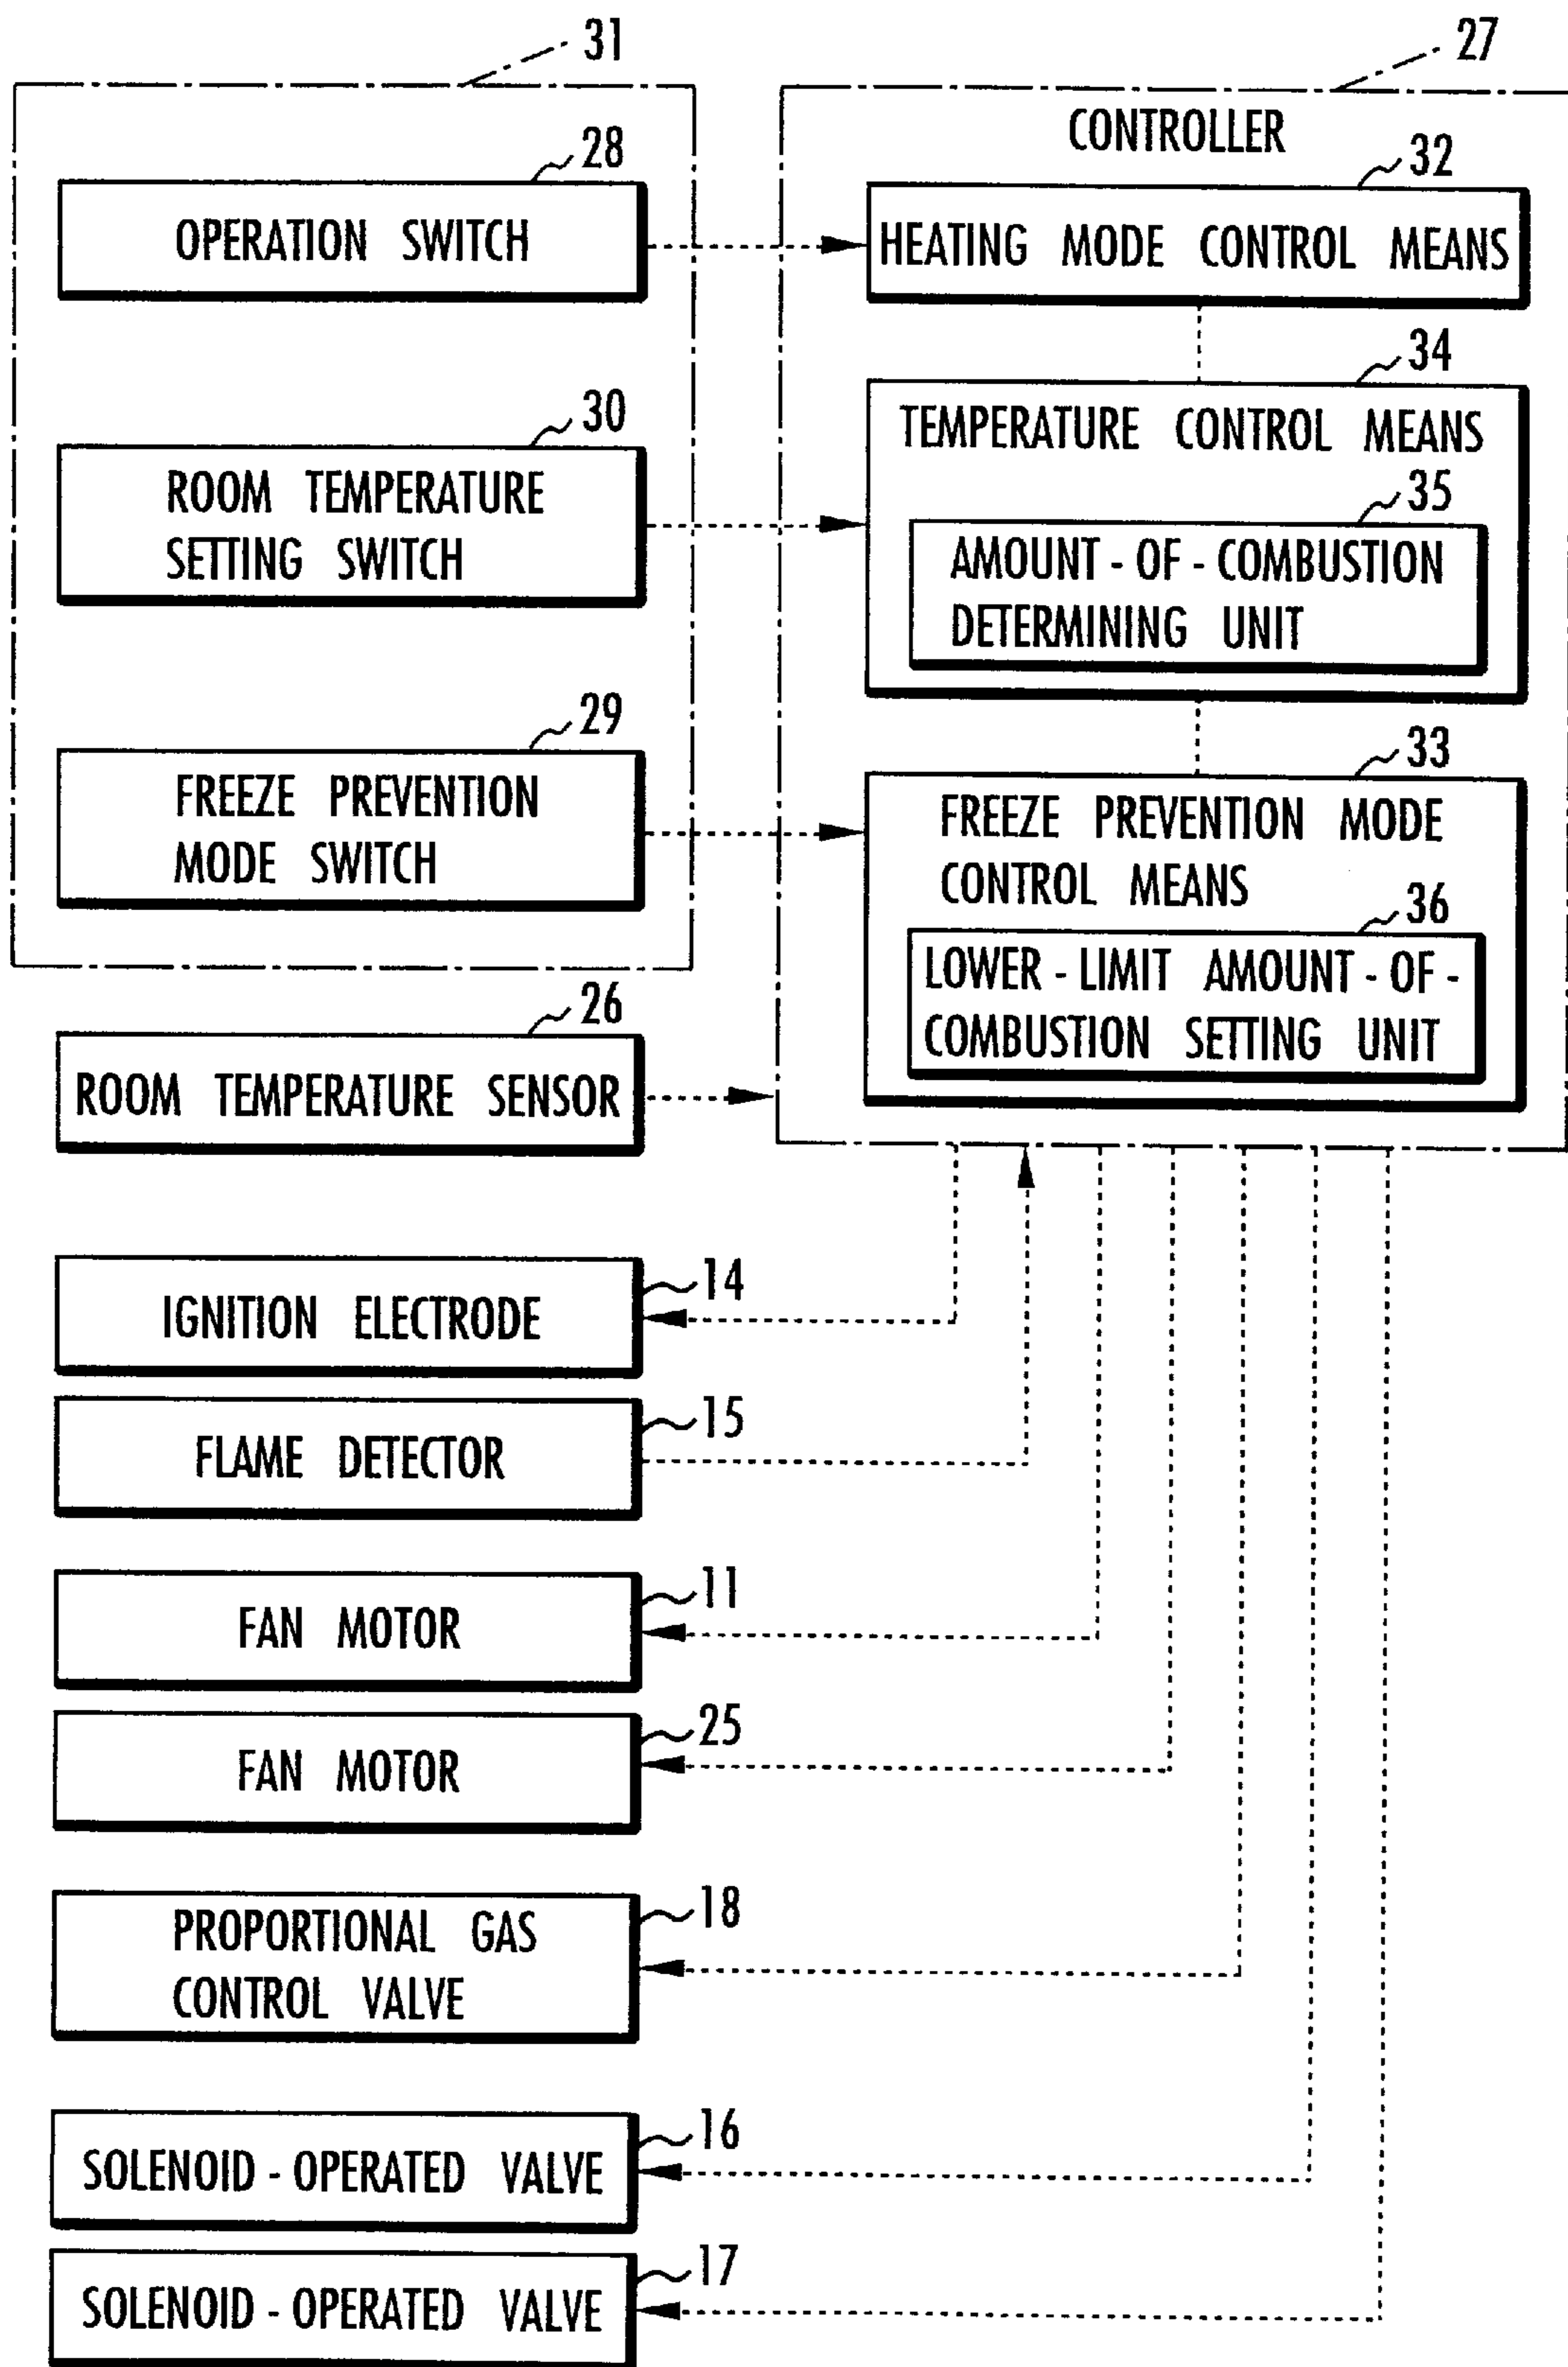 31
27
CONTROLLER
28
OPERATION SWITCH
32
HEATING MODE CONTROL MEANS
30
ROOM TEMPERATURE
SETTING SWITCH
34
TEMPERATURE CONTROL MEANS
35
AMOUNT-OF-COMBUSTION
DETERMINING UNIT
29
FREEZE PREVENTION
MODE SWITCH
33
FREEZE PREVENTION MODE
CONTROL MEANS
36
LOWER-LIMIT AMOUNT-OF-
COMBUSTION SETTING UNIT
26
ROOM TEMPERATURE SENSOR
14
IGNITION ELECTRODE
15
FLAME DETECTOR
11
FAN MOTOR
25
FAN MOTOR
18
PROPORTIONAL GAS
CONTROL VALVE
16
SOLENOID-OPERATED VALVE
17
SOLENOID-OPERATED VALVE